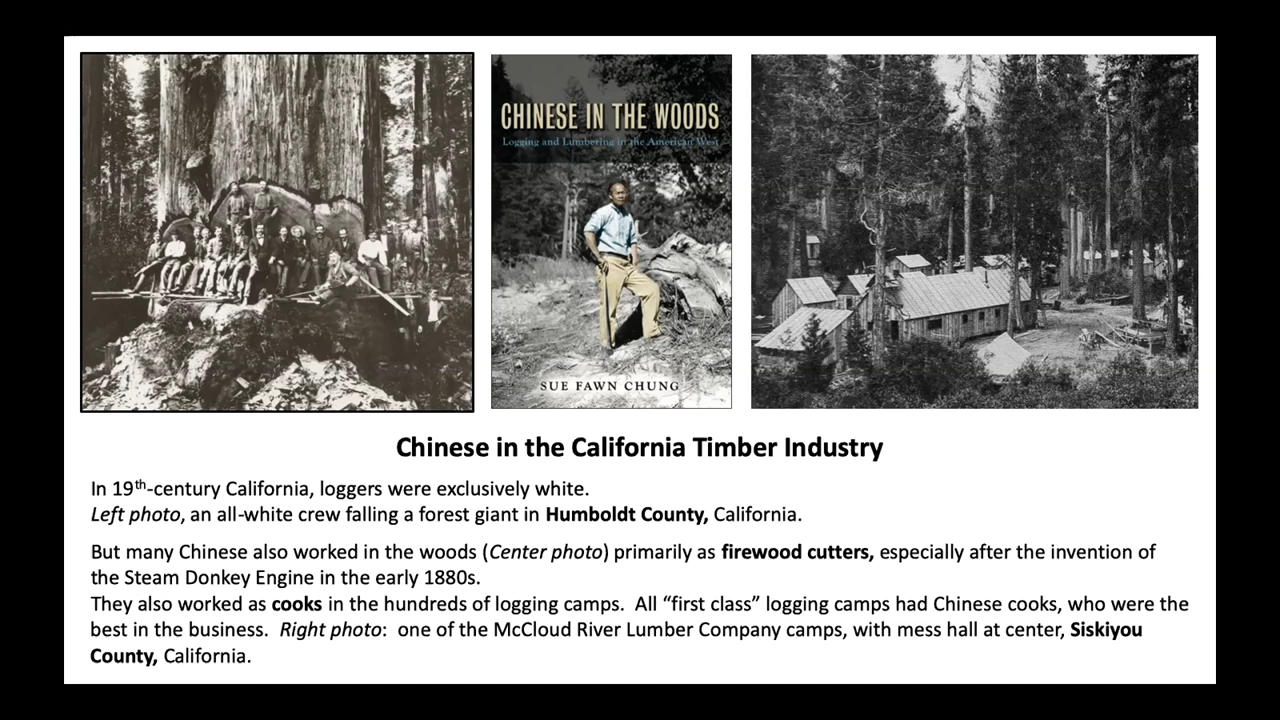 CHINESE IN THE WOODS
Logging and Lumbering in the American West
SUE FAWN CHUNG
Chinese in the California Timber Industry
In 19th-century California, loggers were exclusively white.
Left photo, an all-white crew falling a forest giant in Humboldt County, California.
But many Chinese also worked in the woods (Center photo) primarily as firewood cutters, especially after the invention of
the Steam Donkey Engine in the early 1880s.
They also worked as cooks in the hundreds of logging camps.  All “first class” logging camps had Chinese cooks, who were the
best in the business.  Right photo:  one of the McCloud River Lumber Company camps, with mess hall at center, Siskiyou
County, California.